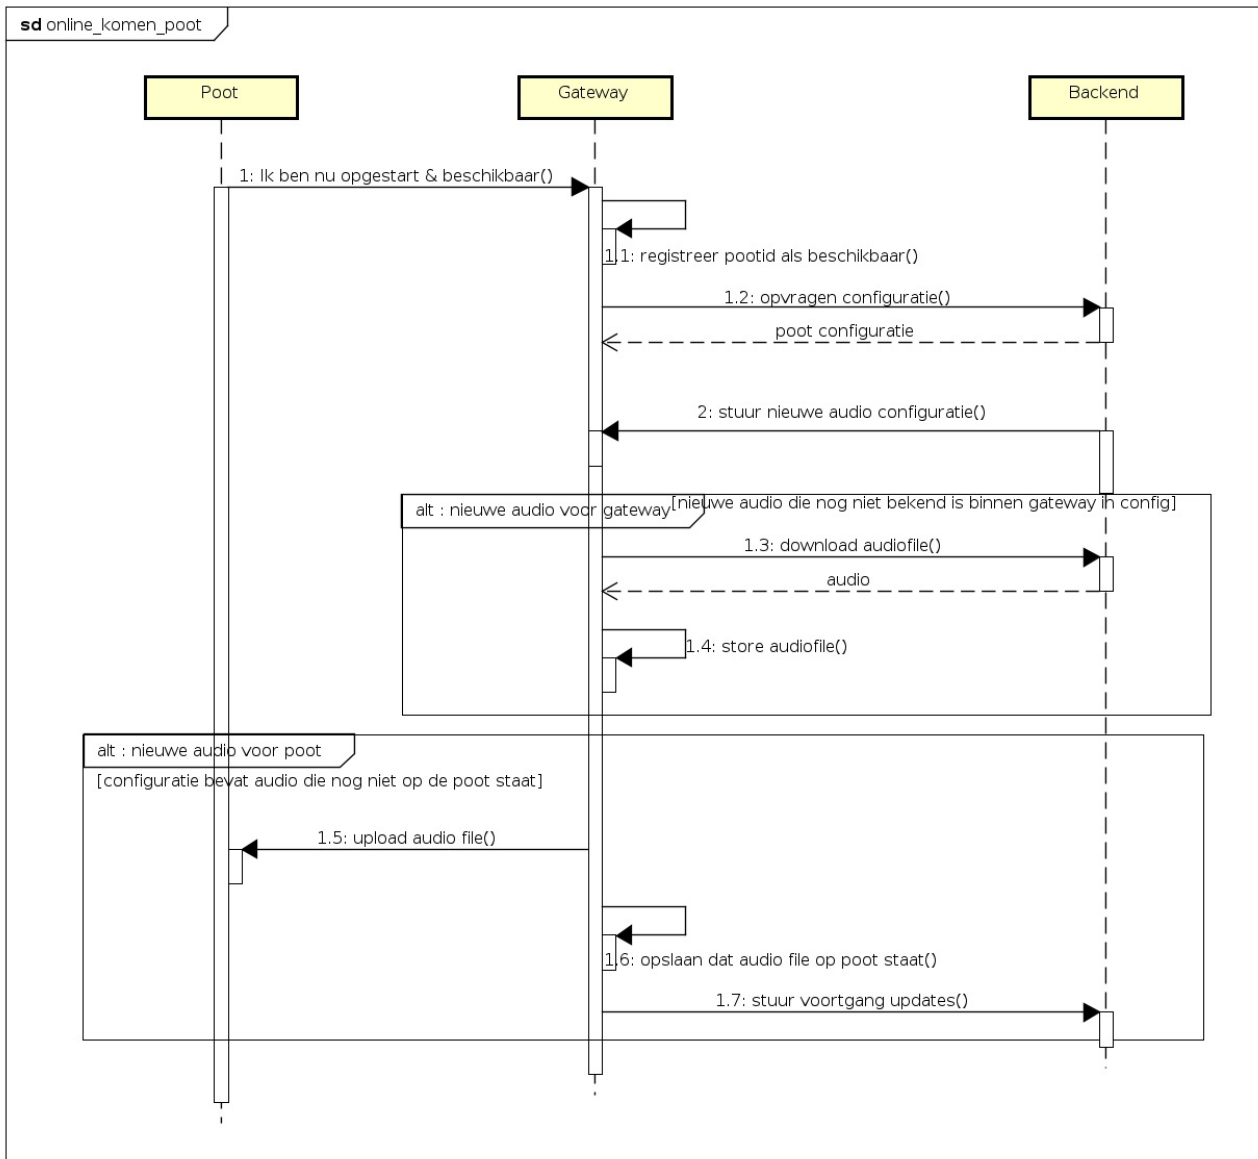 sd online_komen_poot
Poot
Gateway
Backend
1: Ik ben nu opgestart & beschikbaar()
1.1: registreer pootid als beschikbaar()
1.2: opvragen configuratie()
poot configuratie
2: stuur nieuwe audio configuratie()
alt : nieuwe audio voor gateway
[nieuwe audio die nog niet bekend is binnen gateway in config]
1.3: download audiofile()
audio
1.4: store audiofile()
alt : nieuwe audio voor poot
[configuratie bevat audio die nog niet op de poot staat]
1.5: upload audio file()
1.6: opslaan dat audio file op poot staat()
1.7: stuur voortgang updates()